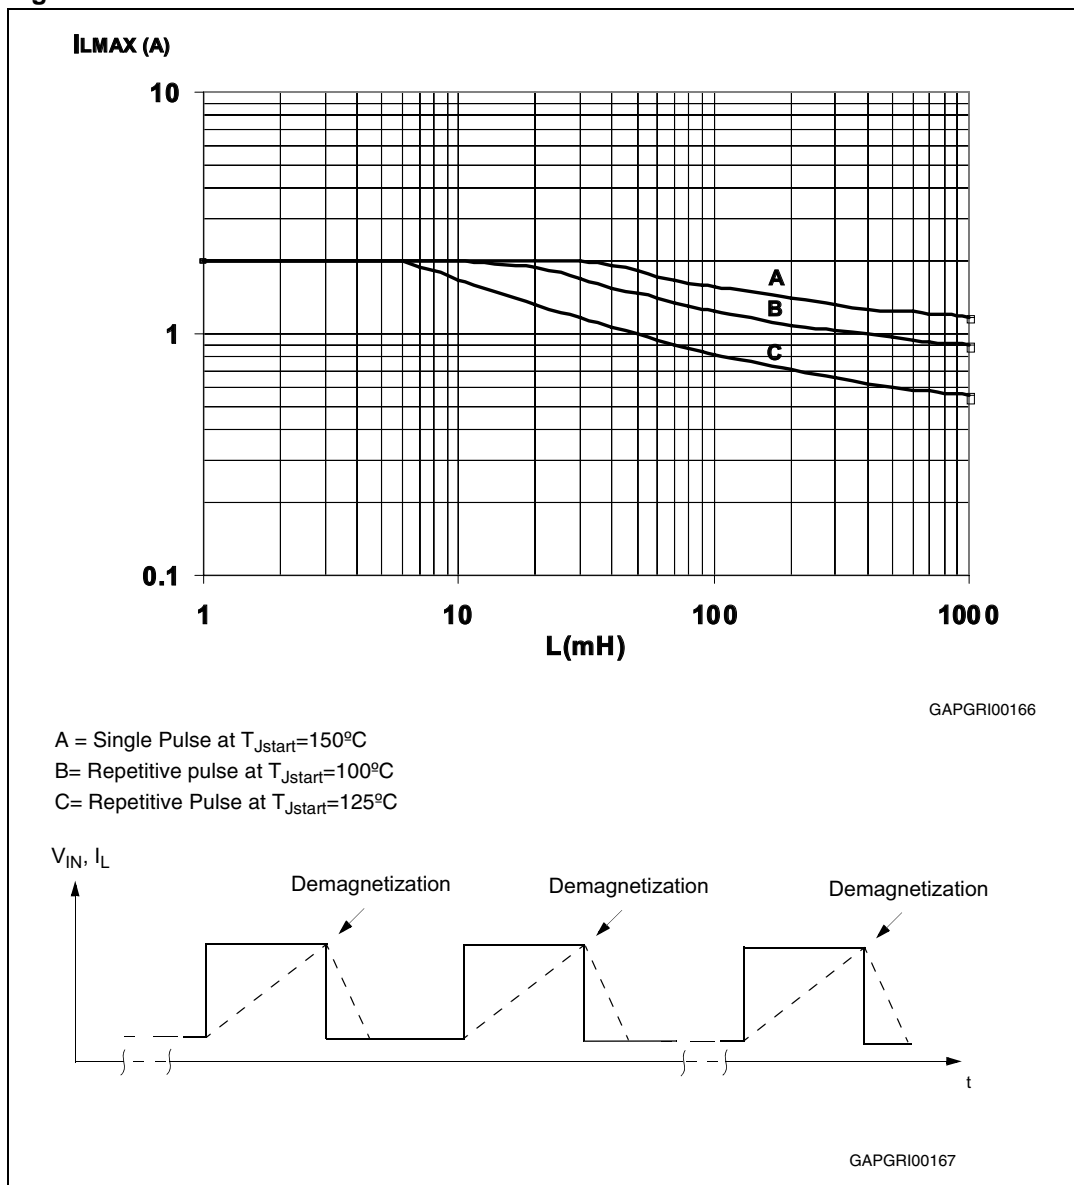 ILMAX (A)
10
1
0.1
A
B
C
1 10 100 1000
L(mH)
GAPGRI00166
A = Single Pulse at TJstart=150ºC
B= Repetitive pulse at TJstart=100ºC
C= Repetitive Pulse at TJstart=125ºC
VIN, IL
Demagnetization Demagnetization Demagnetization
t
GAPGRI00167